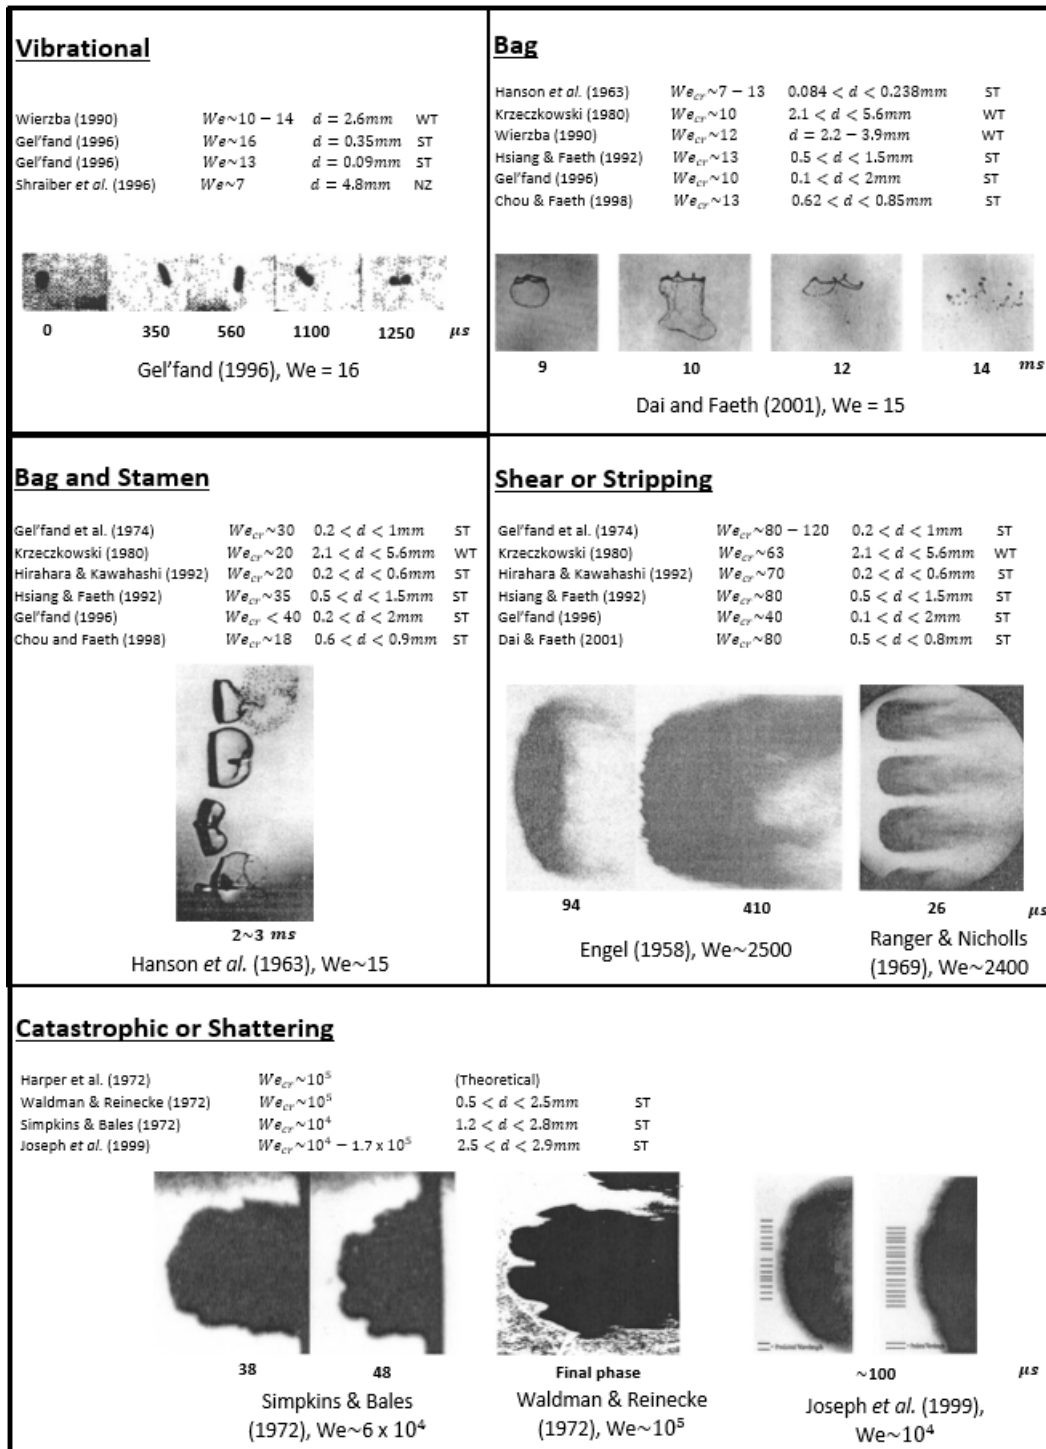 Vibrational
Wierzba (1990) We~10 − 14 d = 2.6mm WT
Gel'fand (1996) We~16 d = 0.35mm ST
Gel'fand (1996) We~13 d = 0.09mm ST
Shraiber et al. (1996) We~7 d = 4.8mm NZ
0 350 560 1100 1250 μs
Gel'fand (1996), We = 16
Bag
Hanson et al. (1963) We_cr~7 − 13 0.084 < d < 0.238mm ST
Krzeczkowski (1980) We_cr~10 2.1 < d < 5.6mm WT
Wierzba (1990) We_cr~12 d = 2.2 − 3.9mm WT
Hsiang & Faeth (1992) We_cr~13 0.5 < d < 1.5mm ST
Gel'fand (1996) We_cr~10 0.1 < d < 2mm ST
Chou & Faeth (1998) We_cr~13 0.62 < d < 0.85mm ST
9 10 12 14 ms
Dai and Faeth (2001), We = 15
Bag and Stamen
Gel'fand et al. (1974) We_cr~30 0.2 < d < 1mm ST
Krzeczkowski (1980) We_cr~20 2.1 < d < 5.6mm WT
Hirahara & Kawahashi (1992) We_cr~20 0.2 < d < 0.6mm ST
Hsiang & Faeth (1992) We_cr~35 0.5 < d < 1.5mm ST
Gel'fand (1996) We_cr < 40 0.2 < d < 2mm ST
Chou and Faeth (1998) We_cr~18 0.6 < d < 0.9mm ST
2~3 ms
Hanson et al. (1963), We~15
Shear or Stripping
Gel'fand et al. (1974) We_cr~80 − 120 0.2 < d < 1mm ST
Krzeczkowski (1980) We_cr~63 2.1 < d < 5.6mm WT
Hirahara & Kawahashi (1992) We_cr~70 0.2 < d < 0.6mm ST
Hsiang & Faeth (1992) We_cr~80 0.5 < d < 1.5mm ST
Gel'fand (1996) We_cr~40 0.1 < d < 2mm ST
Dai & Faeth (2001) We_cr~80 0.5 < d < 0.8mm ST
94 410 26 μs
Engel (1958), We~2500
Ranger & Nicholls
(1969), We~2400
Catastrophic or Shattering
Harper et al. (1972) We_cr~10⁵ (Theoretical)
Waldman & Reinecke (1972) We_cr~10⁵ 0.5 < d < 2.5mm ST
Simpkins & Bales (1972) We_cr~10⁴ 1.2 < d < 2.8mm ST
Joseph et al. (1999) We_cr~10⁴ − 1.7 x 10⁵ 2.5 < d < 2.9mm ST
38 48 Final phase ~100 μs
Simpkins & Bales
(1972), We~6 x 10⁴
Waldman & Reinecke
(1972), We~10⁵
Joseph et al. (1999),
We~10⁴